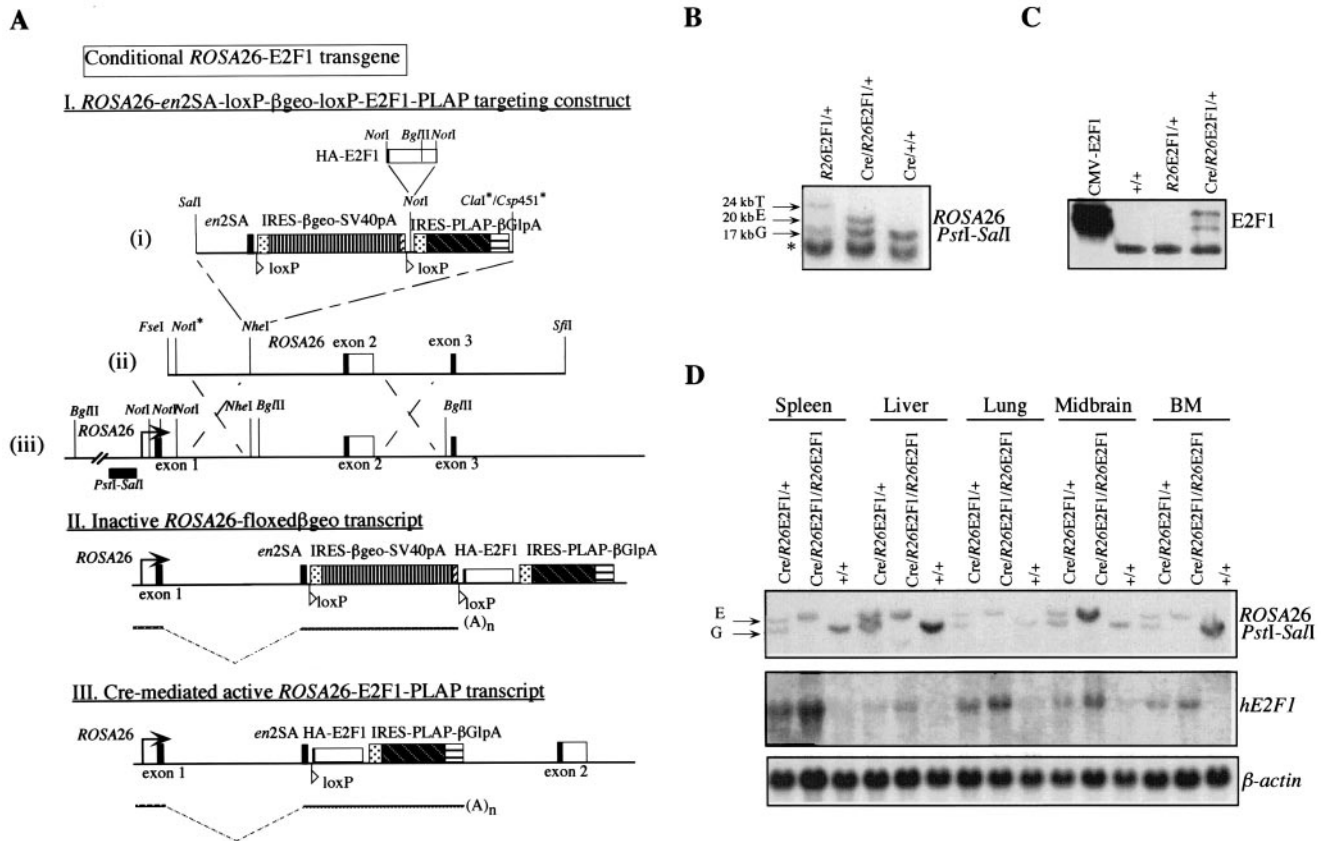 A
Conditional ROSA26-E2F1 transgene
I. ROSA26-en2SA-loxP-βgeo-loxP-E2F1-PLAP targeting construct
NotI BglII NotI
HA-E2F1
SalI
NotI
ClaI*/Csp451*
en2SA IRES-βgeo-SV40pA IRES-PLAP-βGlpA
(i)
loxP
loxP
FseI NotI* NheI SfiI
ROSA26 exon 2 exon 3
(ii)
BglII NotI NotI NotI NheI BglII BglII
ROSA26
(iii)
exon 1 exon 2 exon 3
PstI-SalI
II. Inactive ROSA26-floxedβgeo transcript
ROSA26
en2SA IRES-βgeo-SV40pA HA-E2F1 IRES-PLAP-βGlpA
exon 1
loxP
loxP
(A)n
III. Cre-mediated active ROSA26-E2F1-PLAP transcript
ROSA26
en2SA HA-E2F1 IRES-PLAP-βGlpA
exon 1
loxP
exon 2
(A)n
B
R26E2F1/+
Cre/R26E2F1/+
Cre/+/+
24 kb T
20 kb E
17 kb G
*
ROSA26
PstI-SalI
C
CMV-E2F1
+/+
R26E2F1/+
Cre/R26E2F1/+
E2F1
D
Spleen Liver Lung Midbrain BM
Cre/R26E2F1/+
Cre/R26E2F1/R26E2F1
+/+
Cre/R26E2F1/+
Cre/R26E2F1/R26E2F1
+/+
Cre/R26E2F1/+
Cre/R26E2F1/R26E2F1
+/+
Cre/R26E2F1/+
Cre/R26E2F1/R26E2F1
+/+
Cre/R26E2F1/+
Cre/R26E2F1/R26E2F1
+/+
E
G
ROSA26
PstI-SalI
hE2F1
β-actin